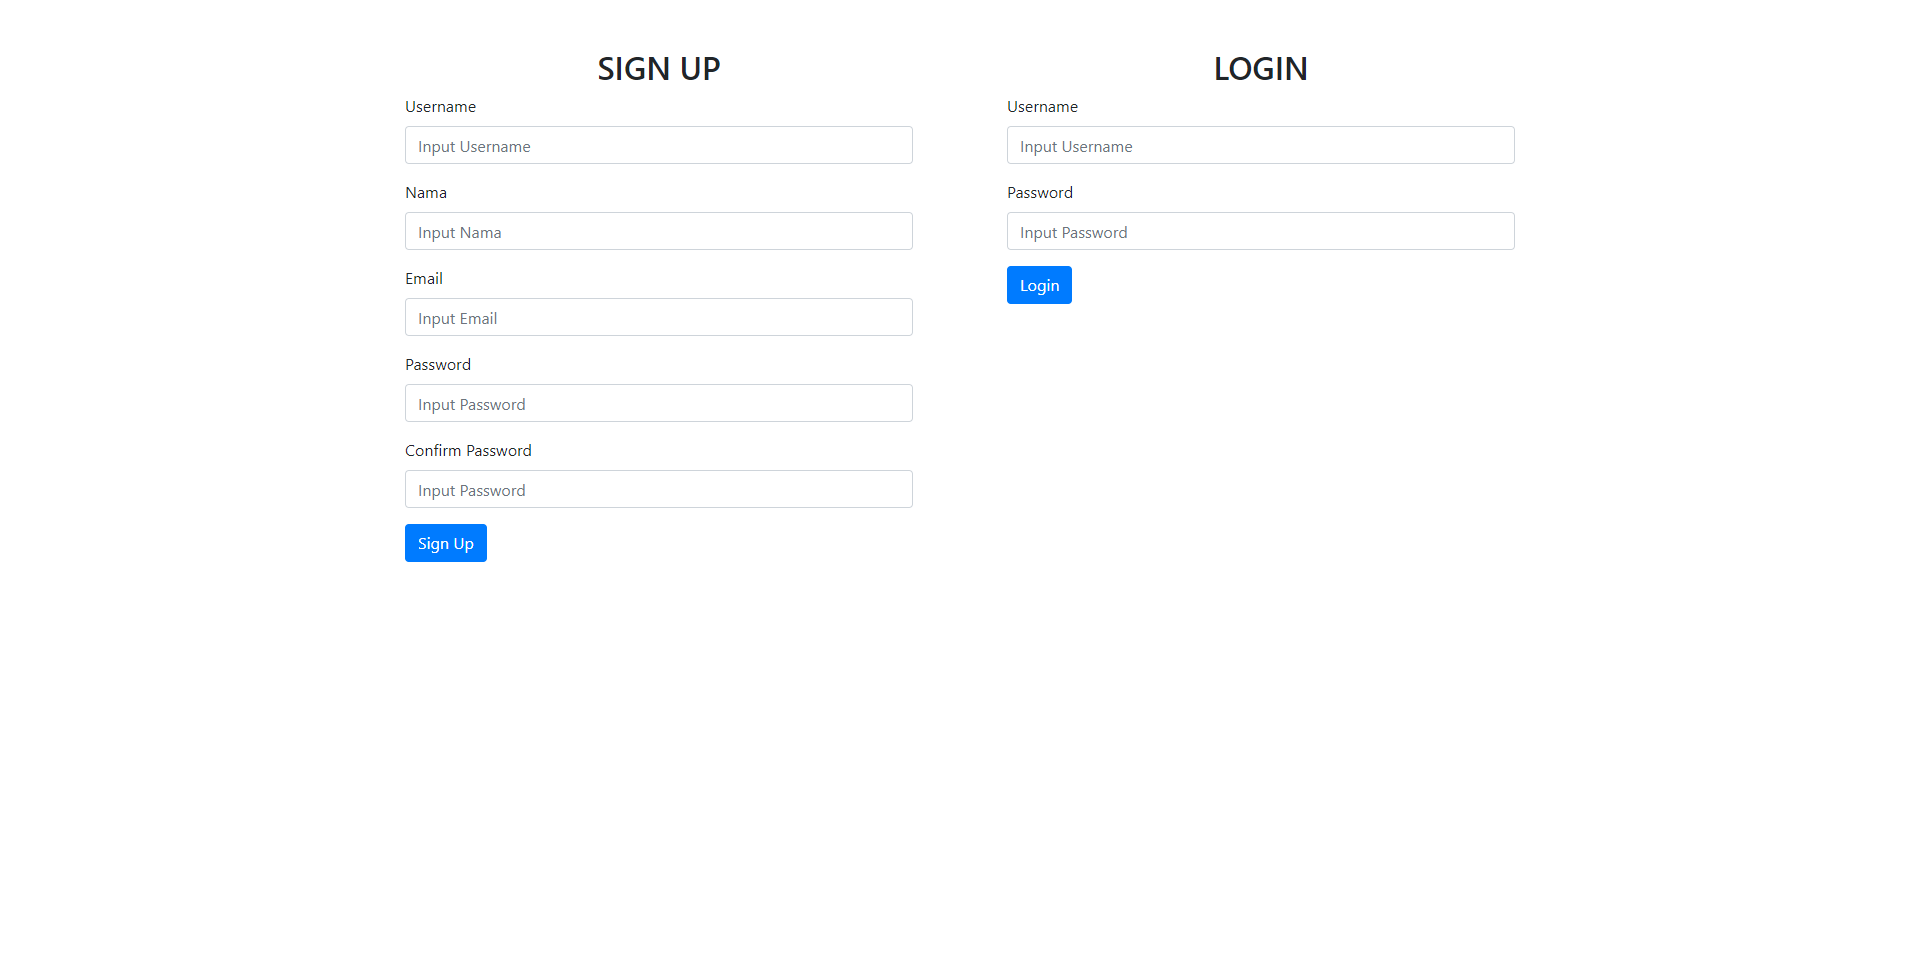 SIGN UP
Username
Input Username
Nama
Input Nama
Email
Input Email
Password
Input Password
Confirm Password
Input Password
Sign Up
LOGIN
Username
Input Username
Password
Input Password
Login